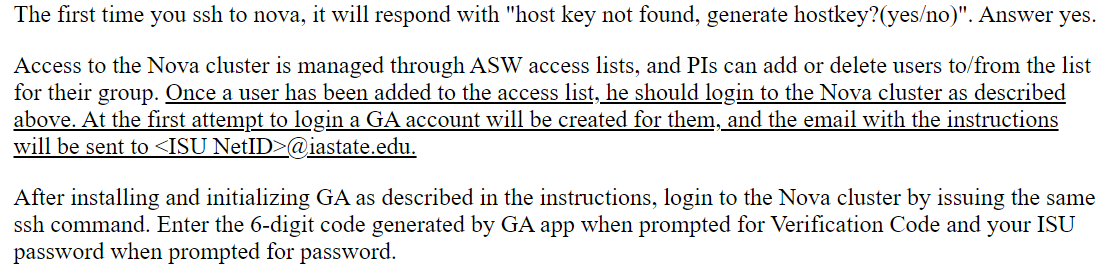 The first time you ssh to nova, it will respond with "host key not found, generate hostkey?(yes/no)". Answer yes.
Access to the Nova cluster is managed through ASW access lists, and PIs can add or delete users to/from the list
for their group. Once a user has been added to the access list, he should login to the Nova cluster as described
above. At the first attempt to login a GA account will be created for them, and the email with the instructions
will be sent to <ISU NetID>@iastate.edu.
After installing and initializing GA as described in the instructions, login to the Nova cluster by issuing the same
ssh command. Enter the 6-digit code generated by GA app when prompted for Verification Code and your ISU
password when prompted for password.